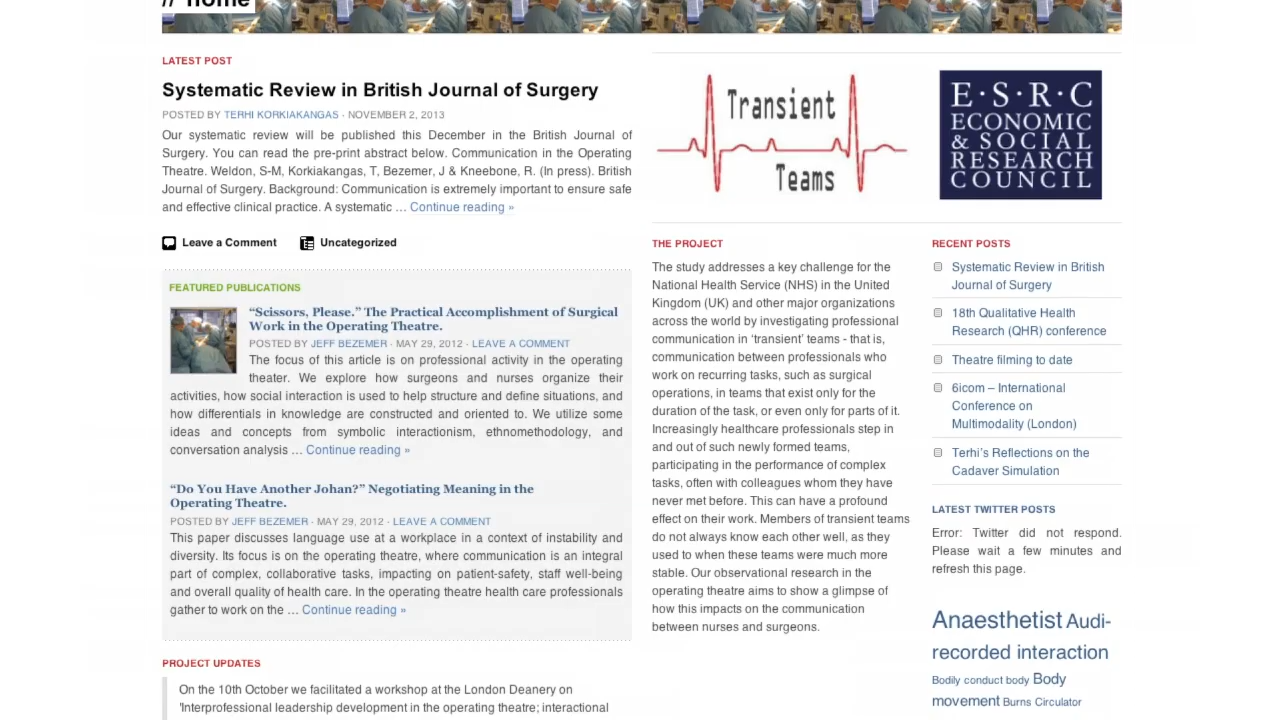 // home
LATEST POST
Systematic Review in British Journal of Surgery
POSTED BY TERHI KORKIAKANGAS · NOVEMBER 2, 2013
Our systematic review will be published this December in the British Journal of
Surgery. You can read the pre-print abstract below. Communication in the Operating
Theatre. Weldon, S-M, Korkiakangas, T, Bezemer, J & Kneebone, R. (In press). British
Journal of Surgery. Background: Communication is extremely important to ensure safe
and effective clinical practice. A systematic … Continue reading »
Leave a Comment
Uncategorized
FEATURED PUBLICATIONS
“Scissors, Please.” The Practical Accomplishment of Surgical
Work in the Operating Theatre.
POSTED BY JEFF BEZEMER · MAY 29, 2012 · LEAVE A COMMENT
The focus of this article is on professional activity in the operating
theater. We explore how surgeons and nurses organize their
activities, how social interaction is used to help structure and define situations, and
how differentials in knowledge are constructed and oriented to. We utilize some
ideas and concepts from symbolic interactionism, ethnomethodology, and
conversation analysis … Continue reading »
“Do You Have Another Johan?” Negotiating Meaning in the
Operating Theatre.
POSTED BY JEFF BEZEMER · MAY 29, 2012 · LEAVE A COMMENT
This paper discusses language use at a workplace in a context of instability and
diversity. Its focus is on the operating theatre, where communication is an integral
part of complex, collaborative tasks, impacting on patient-safety, staff well-being
and overall quality of health care. In the operating theatre health care professionals
gather to work on the … Continue reading »
PROJECT UPDATES
On the 10th October we facilitated a workshop at the London Deanery on
'Interprofessional leadership development in the operating theatre; interactional
Transient
Teams
E·S·R·C
ECONOMIC
& SOCIAL
RESEARCH
COUNCIL
THE PROJECT
The study addresses a key challenge for the
National Health Service (NHS) in the United
Kingdom (UK) and other major organizations
across the world by investigating professional
communication in ‘transient’ teams - that is,
communication between professionals who
work on recurring tasks, such as surgical
operations, in teams that exist only for the
duration of the task, or even only for parts of it.
Increasingly healthcare professionals step in
and out of such newly formed teams,
participating in the performance of complex
tasks, often with colleagues whom they have
never met before. This can have a profound
effect on their work. Members of transient teams
do not always know each other well, as they
used to when these teams were much more
stable. Our observational research in the
operating theatre aims to show a glimpse of
how this impacts on the communication
between nurses and surgeons.
RECENT POSTS
Systematic Review in British
Journal of Surgery
18th Qualitative Health
Research (QHR) conference
Theatre filming to date
6icom – International
Conference on
Multimodality (London)
Terhi’s Reflections on the
Cadaver Simulation
LATEST TWITTER POSTS
Error: Twitter did not respond.
Please wait a few minutes and
refresh this page.
Anaesthetist Audi-
recorded interaction
Bodily conduct body Body
movement Burns Circulator